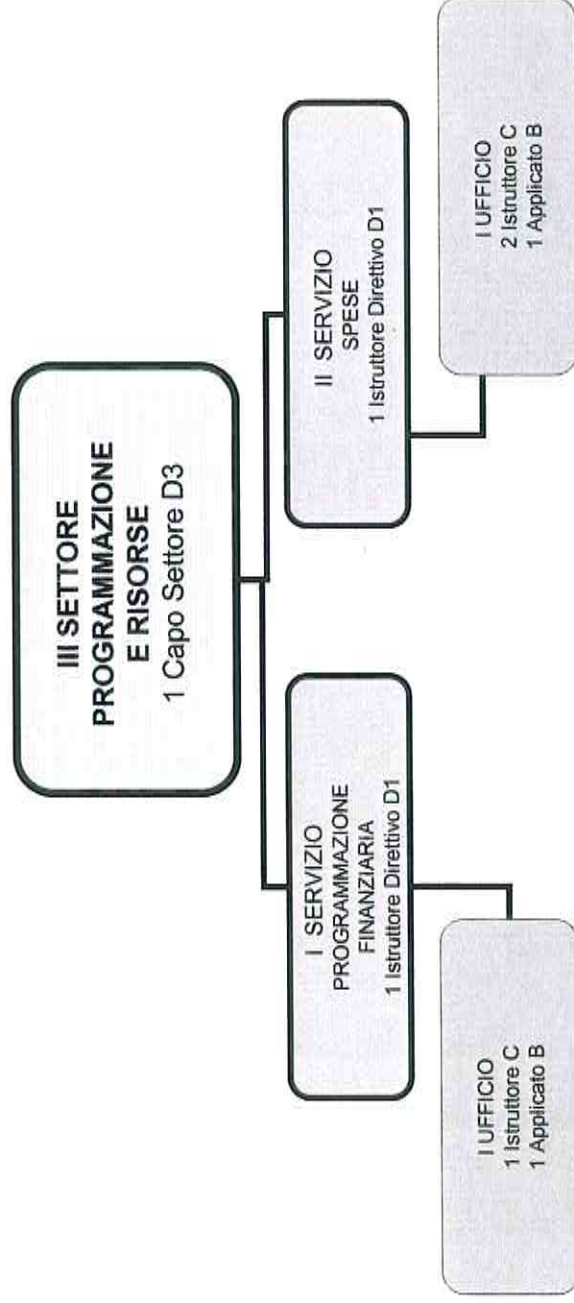 III SETTORE
PROGRAMMAZIONE
E RISORSE
1 Capo Settore D3
I SERVIZIO
PROGRAMMAZIONE
FINANZIARIA
1 Istruttore Direttivo D1
II SERVIZIO
SPESE
1 Istruttore Direttivo D1
I UFFICIO
1 Istruttore C
1 Applicato B
I UFFICIO
2 Istruttore C
1 Applicato B